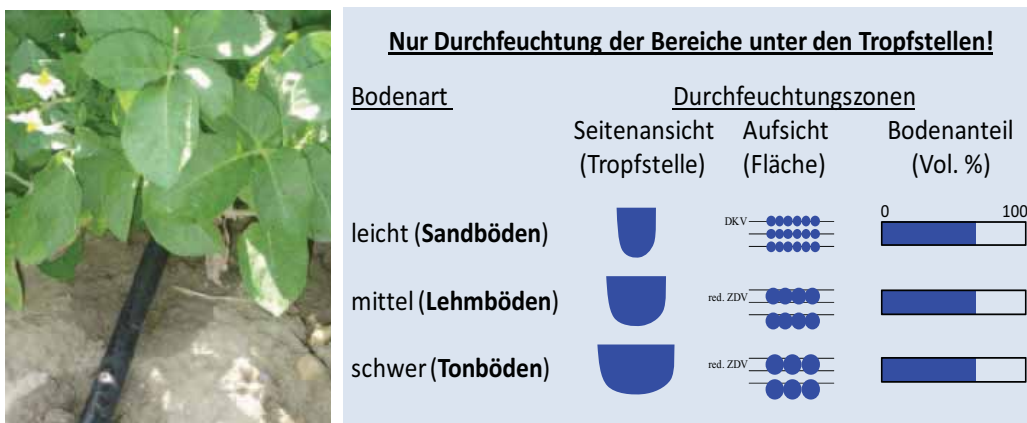 Nur Durchfeuchtung der Bereiche unter den Tropfstellen!
Bodenart Durchfeuchtungszonen
Seitenansicht Aufsicht Bodenanteil
(Tropfstelle) (Fläche) (Vol. %)
0 100
DKV
leicht (Sandböden)
red. ZDV
mittel (Lehmböden)
red. ZDV
schwer (Tonböden)